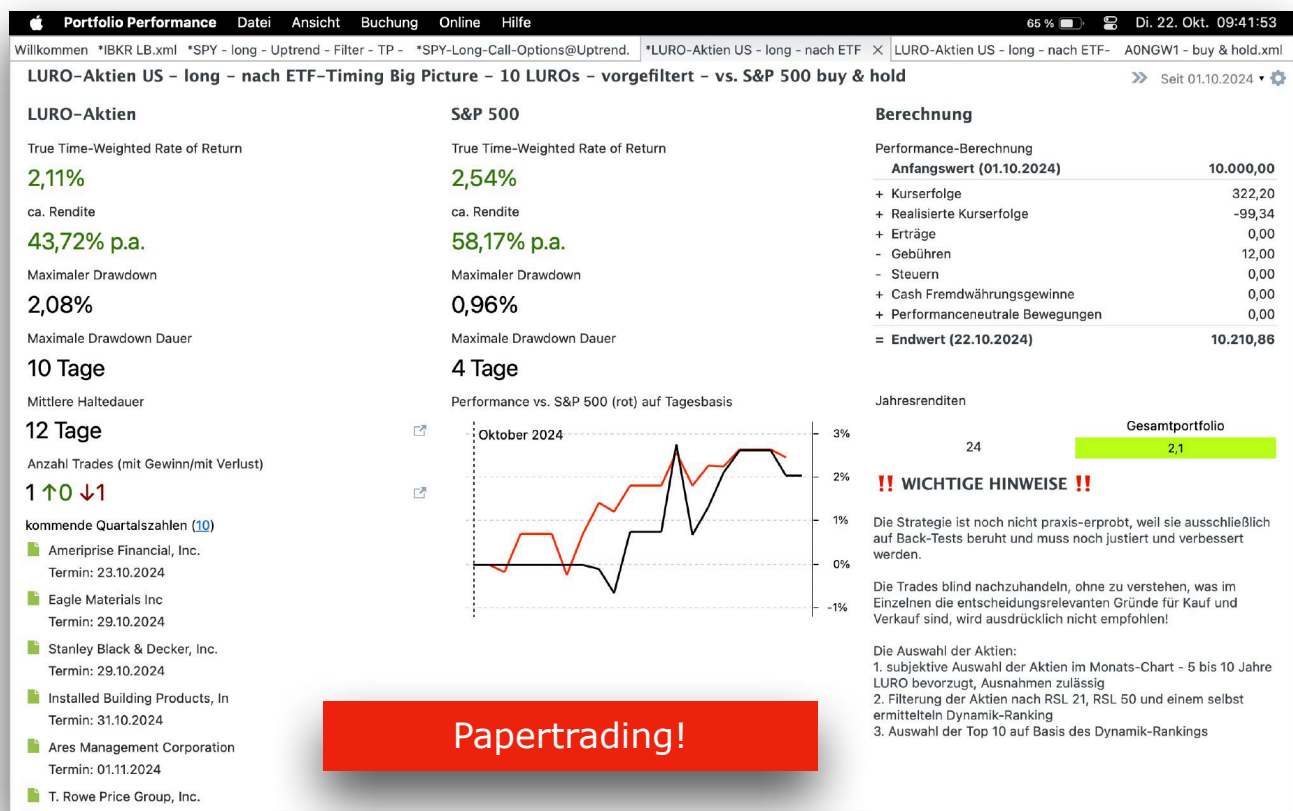 Portfolio Performance Datei Ansicht Buchung Online Hilfe 65 % Di. 22. Okt. 09:41:53
Willkommen *IBKR LB.xml *SPY - long - Uptrend - Filter - TP - *SPY-Long-Call-Options@Uptrend. *LURO-Aktien US - long - nach ETF × LURO-Aktien US - long - nach ETF- A0NGW1 - buy & hold.xml
LURO-Aktien US - long - nach ETF-Timing Big Picture - 10 LUROs - vorgefiltert - vs. S&P 500 buy & hold
Seit 01.10.2024
LURO-Aktien
True Time-Weighted Rate of Return
2,11%
ca. Rendite
43,72% p.a.
Maximaler Drawdown
2,08%
Maximale Drawdown Dauer
10 Tage
Mittlere Haltedauer
12 Tage
Anzahl Trades (mit Gewinn/mit Verlust)
1 ↑0 ↓1
kommende Quartalszahlen (10)
Ameriprise Financial, Inc.
Termin: 23.10.2024
Eagle Materials Inc
Termin: 29.10.2024
Stanley Black & Decker, Inc.
Termin: 29.10.2024
Installed Building Products, In
Termin: 31.10.2024
Ares Management Corporation
Termin: 01.11.2024
T. Rowe Price Group, Inc.
S&P 500
True Time-Weighted Rate of Return
2,54%
ca. Rendite
58,17% p.a.
Maximaler Drawdown
0,96%
Maximale Drawdown Dauer
4 Tage
Performance vs. S&P 500 (rot) auf Tagesbasis
Oktober 2024
3%
2%
1%
0%
-1%
Papertrading!
Berechnung
Performance-Berechnung
Anfangswert (01.10.2024) 10.000,00
+ Kurserfolge 322,20
+ Realisierte Kurserfolge -99,34
+ Erträge 0,00
- Gebühren 12,00
- Steuern 0,00
+ Cash Fremdwährungsgewinne 0,00
+ Performanceneutrale Bewegungen 0,00
= Endwert (22.10.2024) 10.210,86
Jahresrenditen
Gesamtportfolio
24 2,1
‼ WICHTIGE HINWEISE ‼
Die Strategie ist noch nicht praxis-erprobt, weil sie ausschließlich
auf Back-Tests beruht und muss noch justiert und verbessert
werden.
Die Trades blind nachzuhandeln, ohne zu verstehen, was im
Einzelnen die entscheidungsrelevanten Gründe für Kauf und
Verkauf sind, wird ausdrücklich nicht empfohlen!
Die Auswahl der Aktien:
1. subjektive Auswahl der Aktien im Monats-Chart - 5 bis 10 Jahre
LURO bevorzugt, Ausnahmen zulässig
2. Filterung der Aktien nach RSL 21, RSL 50 und einem selbst
ermittelteln Dynamik-Ranking
3. Auswahl der Top 10 auf Basis des Dynamik-Rankings